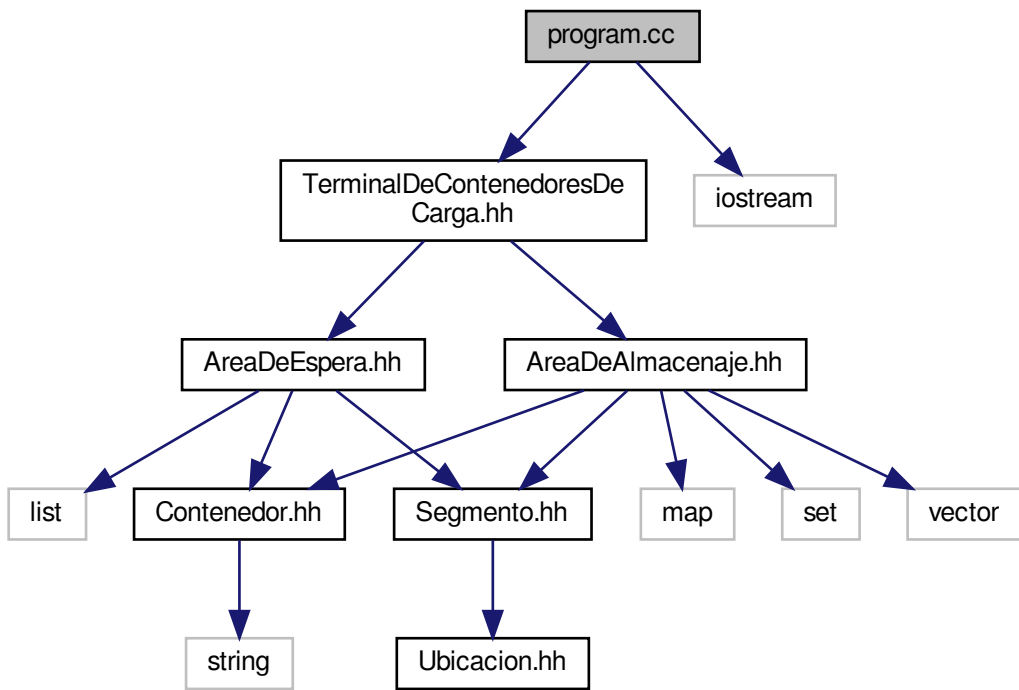 program.cc
TerminalDeContenedoresDe
Carga.hh
iostream
AreaDeEspera.hh
AreaDeAlmacenaje.hh
list
Contenedor.hh
Segmento.hh
map
set
vector
string
Ubicacion.hh